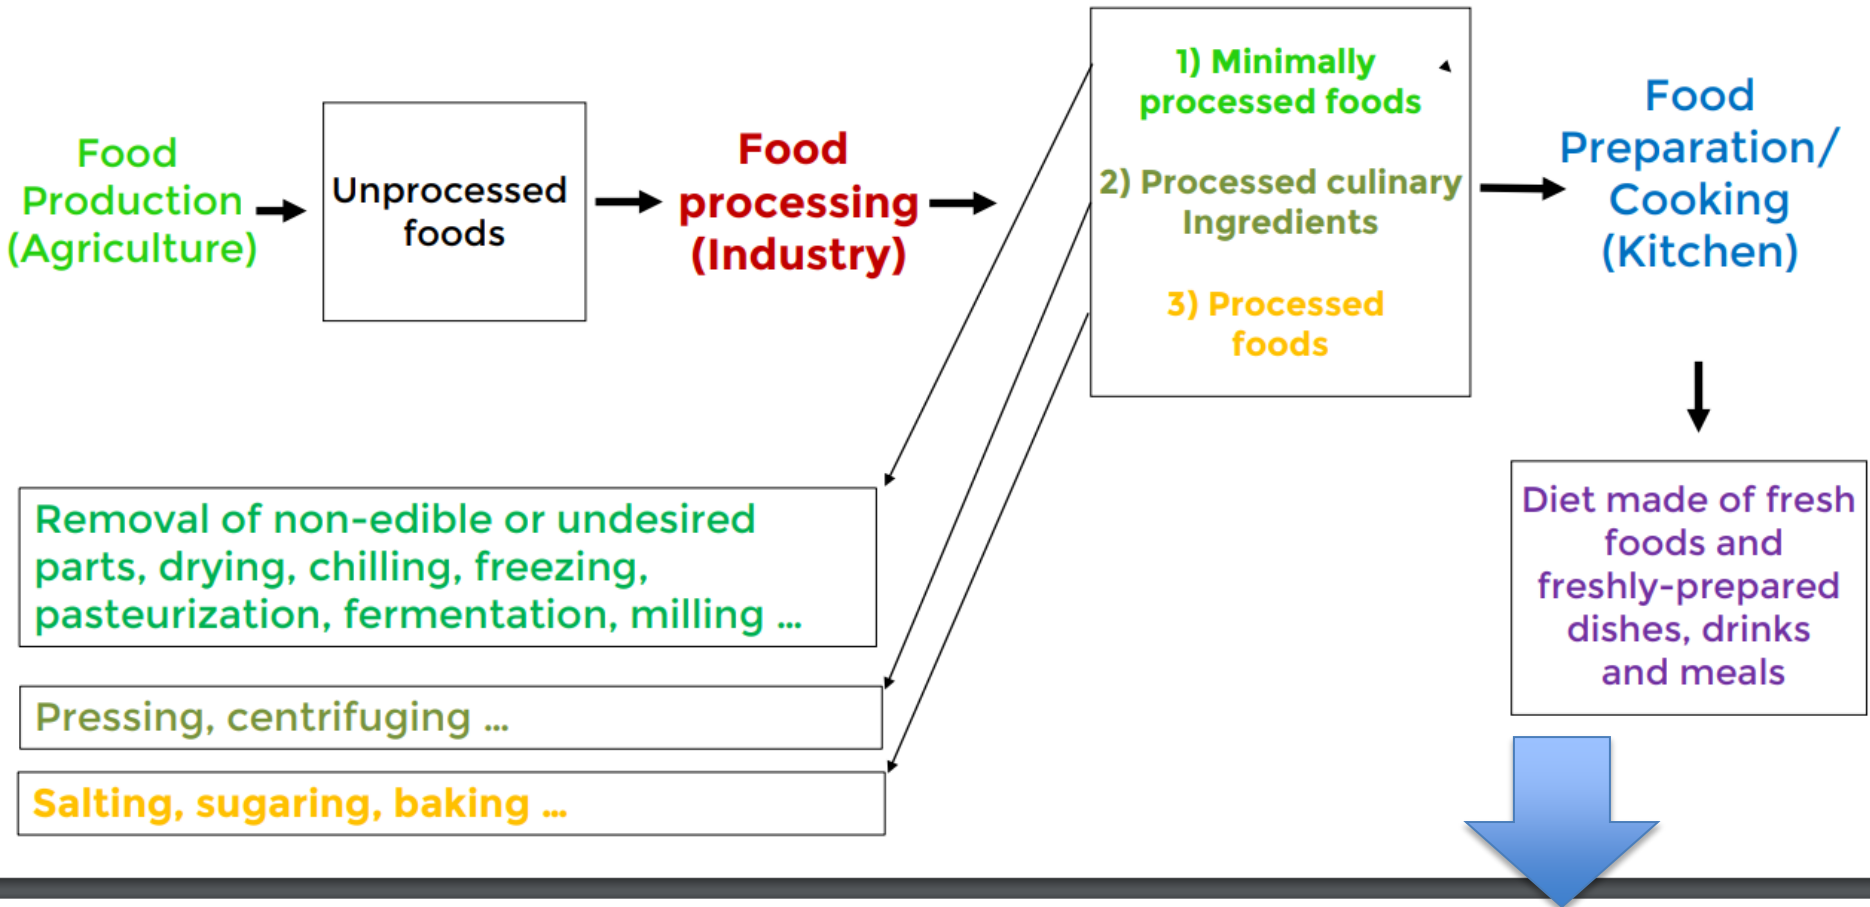 Food
Production
(Agriculture)
Unprocessed
foods
Food
processing
(Industry)
1) Minimally
processed foods
2) Processed culinary
Ingredients
3) Processed
foods
Food
Preparation/
Cooking
(Kitchen)
Removal of non-edible or undesired
parts, drying, chilling, freezing,
pasteurization, fermentation, milling ...
Pressing, centrifuging ...
Salting, sugaring, baking ...
Diet made of fresh
foods and
freshly-prepared
dishes, drinks
and meals